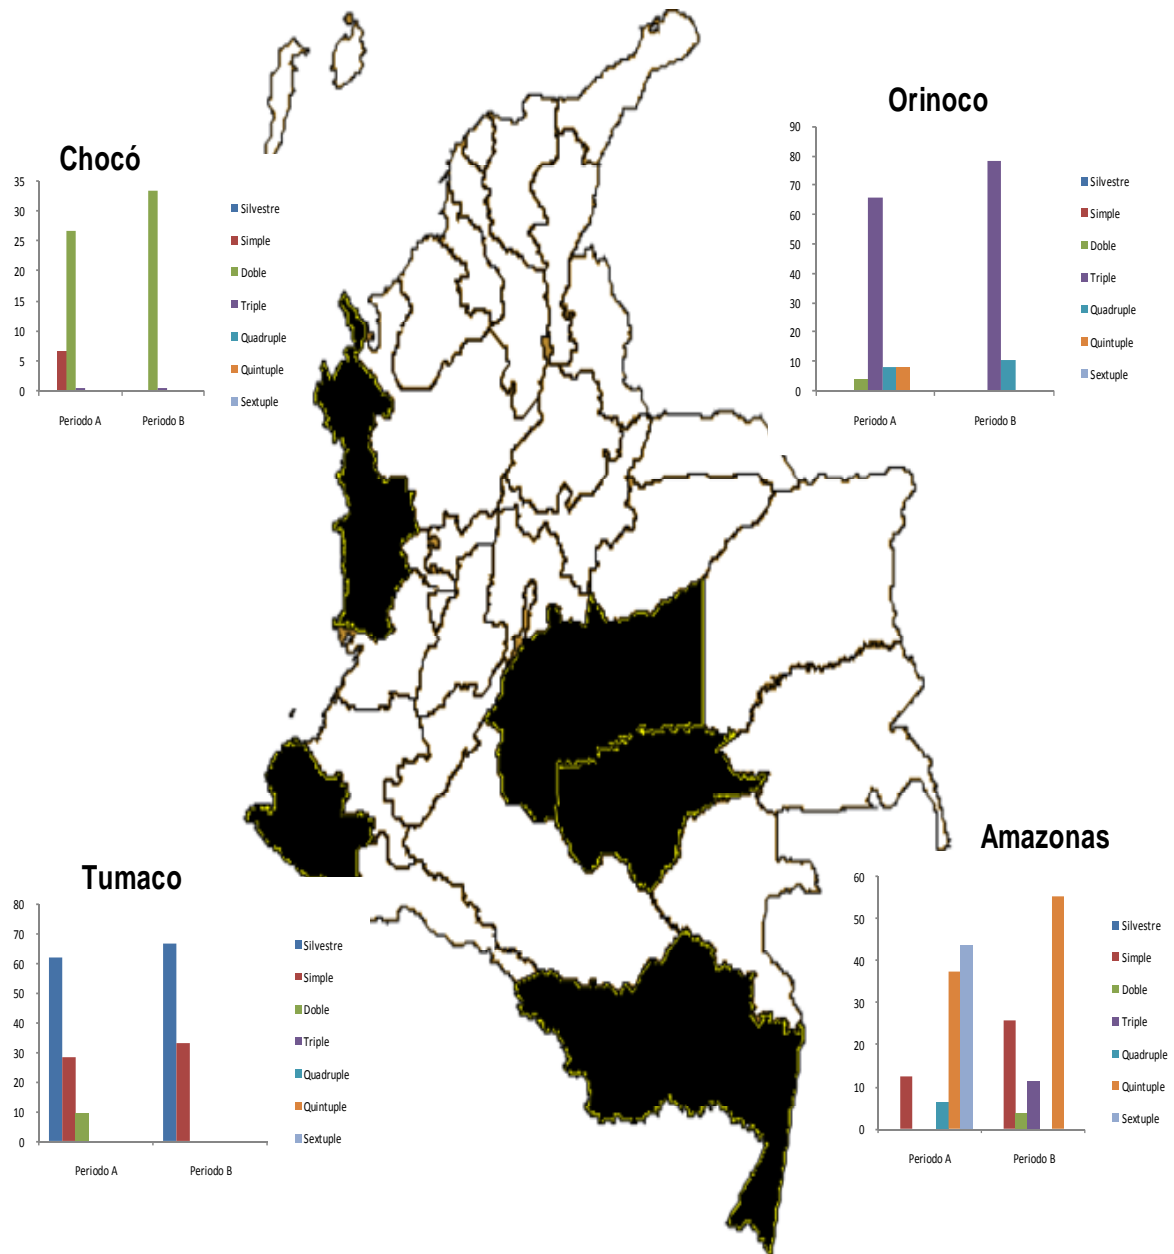 Orinoco
90
80
70
60
50
40
30
20
10
0
Periodo A Periodo B
Silvestre
Simple
Doble
Triple
Quadruple
Quintuple
Sextuple
Chocó
35
30
25
20
15
10
5
0
Periodo A Periodo B
Silvestre
Simple
Doble
Triple
Quadruple
Quintuple
Sextuple
Tumaco
80
70
60
50
40
30
20
10
0
Periodo A Periodo B
Silvestre
Simple
Doble
Triple
Quadruple
Quintuple
Sextuple
Amazonas
60
50
40
30
20
10
0
Periodo A Periodo B
Silvestre
Simple
Doble
Triple
Quadruple
Quintuple
Sextuple